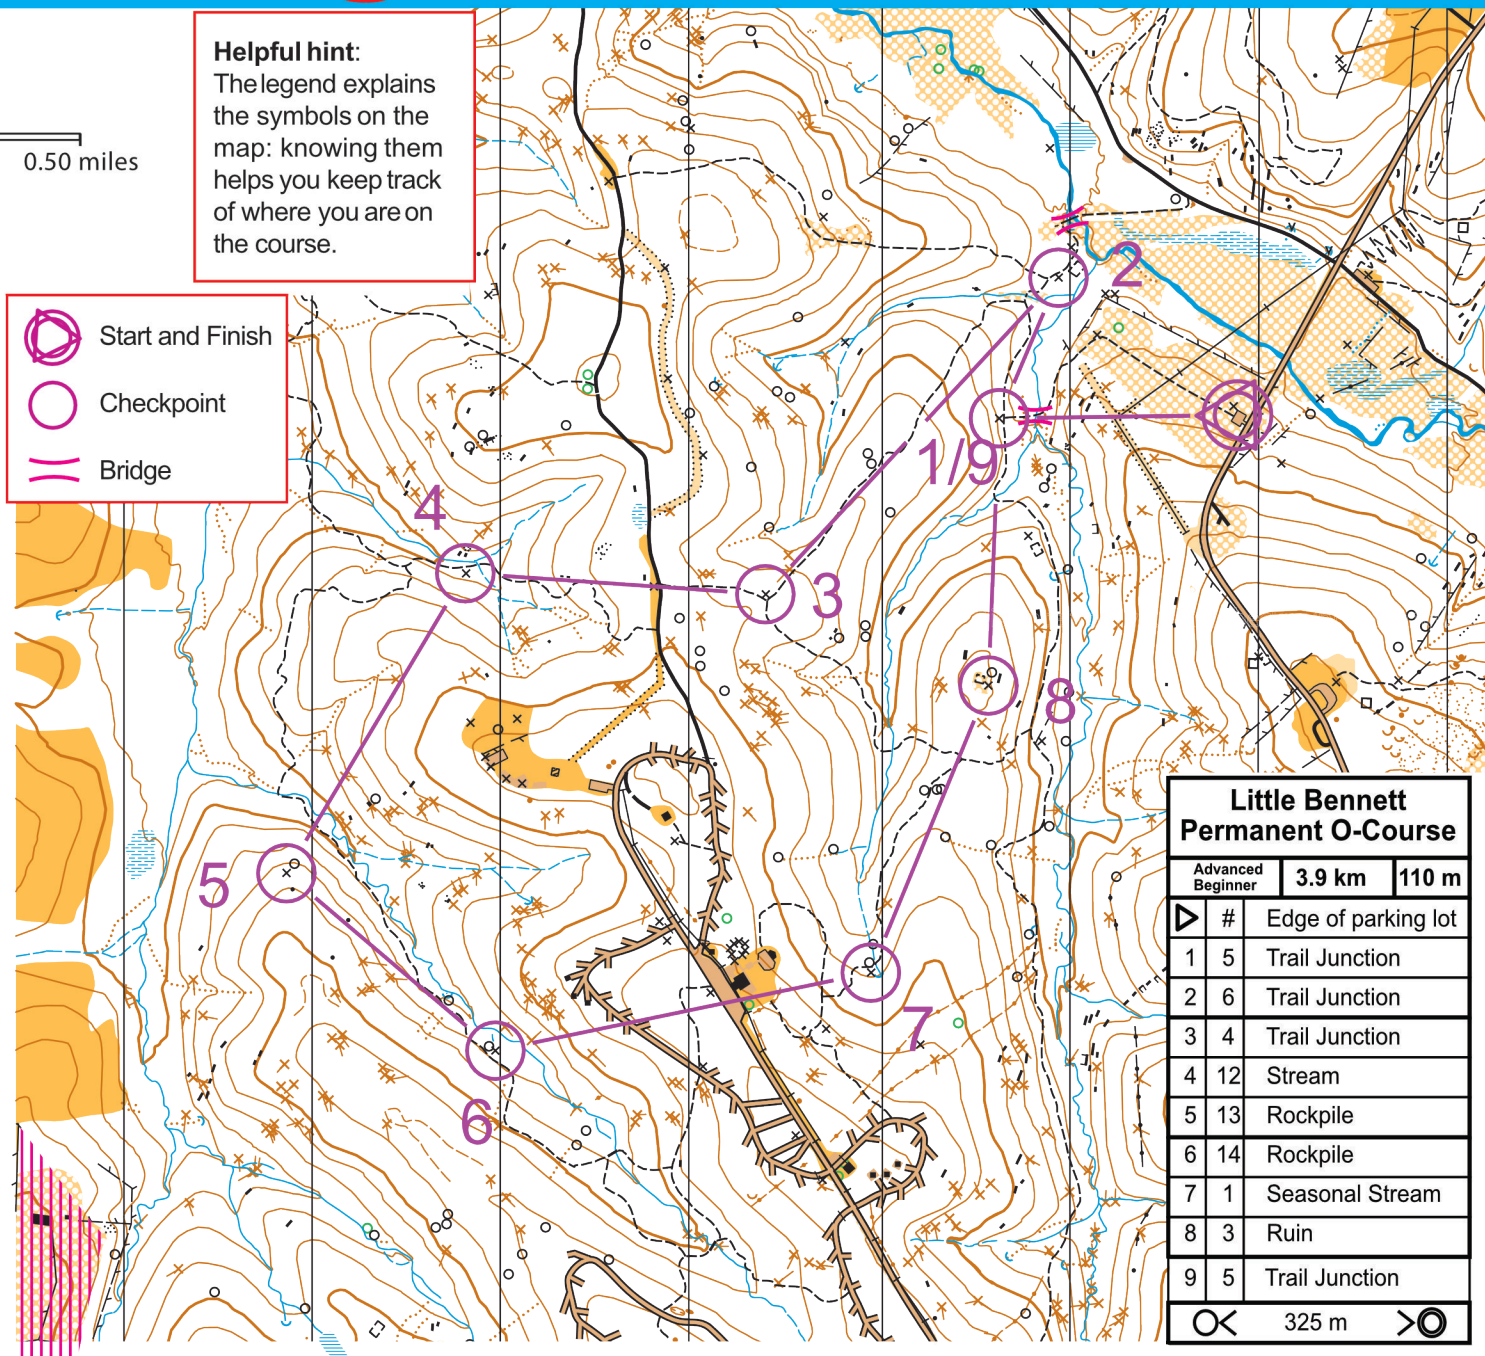 Helpful hint:
The legend explains
the symbols on the
map: knowing them
helps you keep track
of where you are on
the course.
0.50 miles
Start and Finish
Checkpoint
Bridge
2
1/9
4
3
8
5
7
6
Little Bennett
Permanent O-Course
Advanced Beginner 3.9 km 110 m
# Edge of parking lot
1 5 Trail Junction
2 6 Trail Junction
3 4 Trail Junction
4 12 Stream
5 13 Rockpile
6 14 Rockpile
7 1 Seasonal Stream
8 3 Ruin
9 5 Trail Junction
325 m